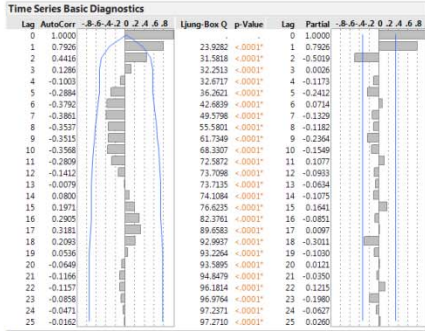 Time Series Basic Diagnostics
Lag AutoCorr -.8-.6-.4-.2 0 .2 .4 .6 .8 Ljung-Box Q p-Value Lag Partial -.8-.6-.4-.2 0 .2 .4 .6 .8
0 1.0000 0 1.0000
1 0.7926 23.9282 <.0001* 1 0.7926
2 0.4416 31.5818 <.0001* 2 -0.5019
3 0.1286 32.2513 <.0001* 3 0.0026
4 -0.1003 32.6717 <.0001* 4 -0.1173
5 -0.2884 36.2621 <.0001* 5 -0.2412
6 -0.3792 42.6839 <.0001* 6 0.0714
7 -0.3861 49.5798 <.0001* 7 -0.1329
8 -0.3537 55.5801 <.0001* 8 -0.1182
9 -0.3515 61.7349 <.0001* 9 -0.2364
10 -0.3568 68.3307 <.0001* 10 -0.1549
11 -0.2809 72.5872 <.0001* 11 0.1077
12 -0.1412 73.7098 <.0001* 12 -0.0933
13 -0.0079 73.7135 <.0001* 13 -0.0634
14 0.0800 74.1084 <.0001* 14 -0.1075
15 0.1971 76.6235 <.0001* 15 0.1641
16 0.2905 82.3761 <.0001* 16 -0.0851
17 0.3181 89.6583 <.0001* 17 0.0097
18 0.2093 92.9937 <.0001* 18 -0.3011
19 0.0536 93.2264 <.0001* 19 -0.1030
20 -0.0649 93.5895 <.0001* 20 0.0121
21 -0.1166 94.8479 <.0001* 21 -0.0350
22 -0.1157 96.1814 <.0001* 22 0.1215
23 -0.0858 96.9764 <.0001* 23 -0.1980
24 -0.0471 97.2371 <.0001* 24 -0.0627
25 -0.0162 97.2710 <.0001* 25 0.0260